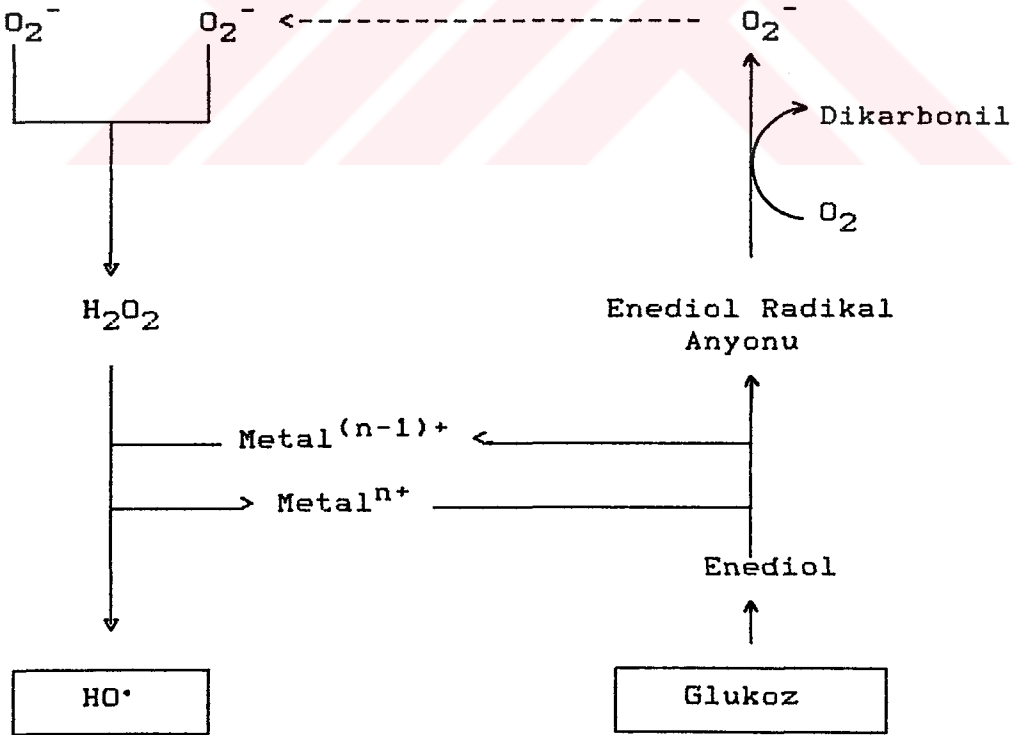 O₂⁻ O₂⁻ O₂⁻
Dikarbonil
O₂
H₂O₂
Enediol Radikal
Anyonu
Metal⁽ⁿ⁻¹⁾⁺
Metalⁿ⁺
Enediol
HO•
Glukoz